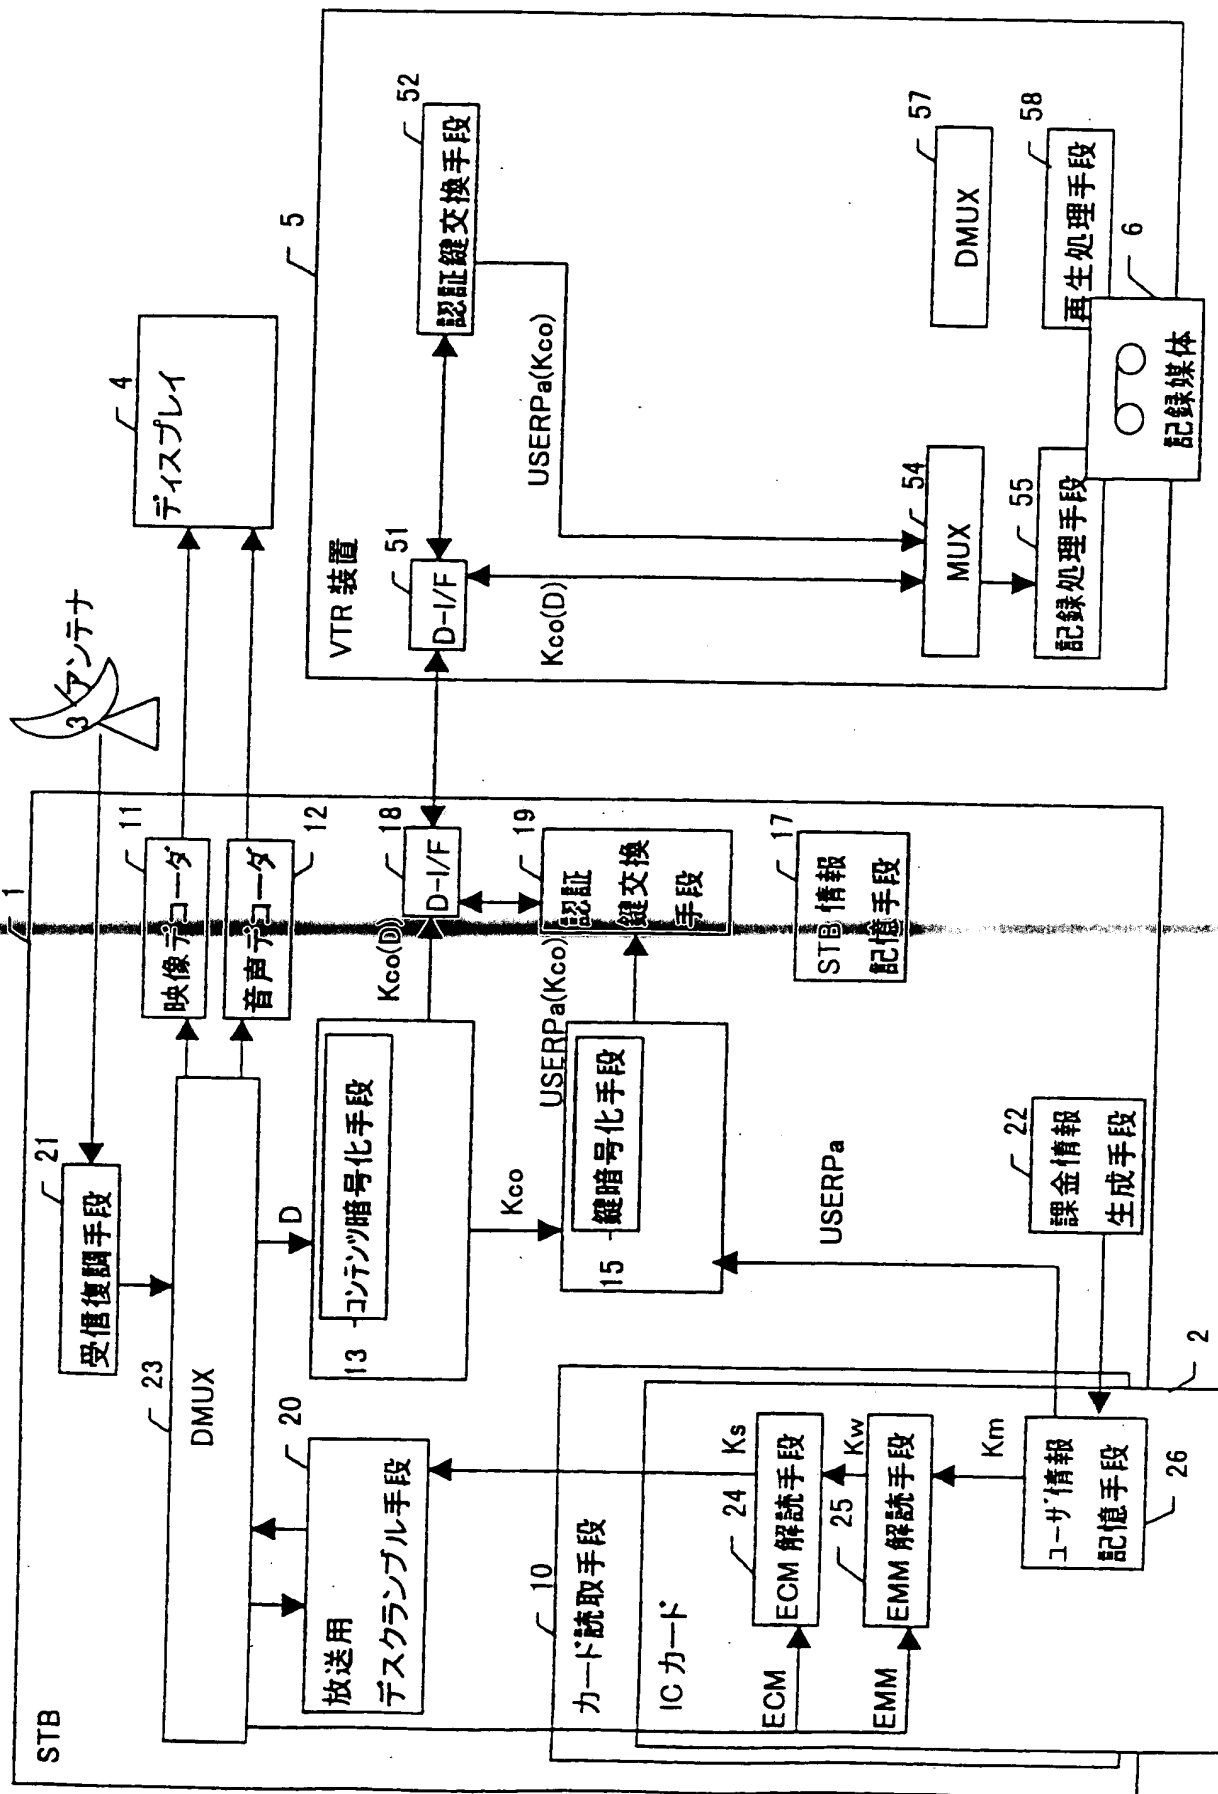 STB
1
受信復調手段
21
23
DMUX
映像デコーダ
11
音声デコーダ
12
3
アンテナ
ディスプレイ
4
放送用
デスクランブル手段
20
D
13
コンテンツ暗号化手段
Kco(D)
D-I/F
18
Kco
15
鍵暗号化手段
USERPa(Kco)
認証
鍵交換
手段
19
STB 情報
記憶手段
17
USERPa
課金情報
生成手段
22
カード読取手段
10
ICカード
2
ECM
ECM 解読手段
24
Ks
EMM
EMM 解読手段
25
Kw
Km
ユーザ情報
記憶手段
26
VTR 装置
5
D-I/F
51
認証鍵交換手段
52
USERPa(Kco)
Kco(D)
MUX
54
記録処理手段
55
DMUX
57
再生処理手段
58
記録媒体
6